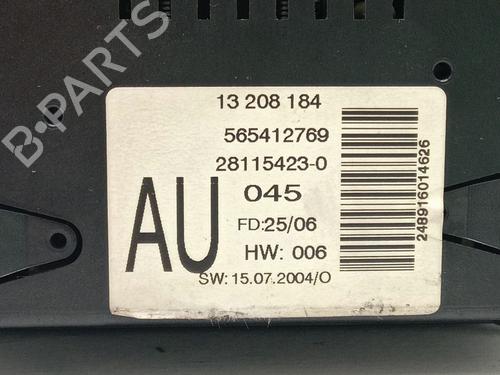 B-PARTS
13 208 184
565412769
28115423-0
AU
045
FD:25/06
HW: 006
SW: 15.07.2004/O
248916014626